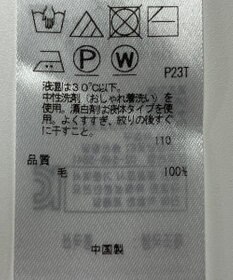 P W
P23T
液温は30℃以下。
中性洗剤（おしゃれ着洗い）を
使用。漂白剤は液体タイプを使
用。よくすすぎ、絞りの後すぐ
に干すこと。
110
品質
毛 100%
中国製